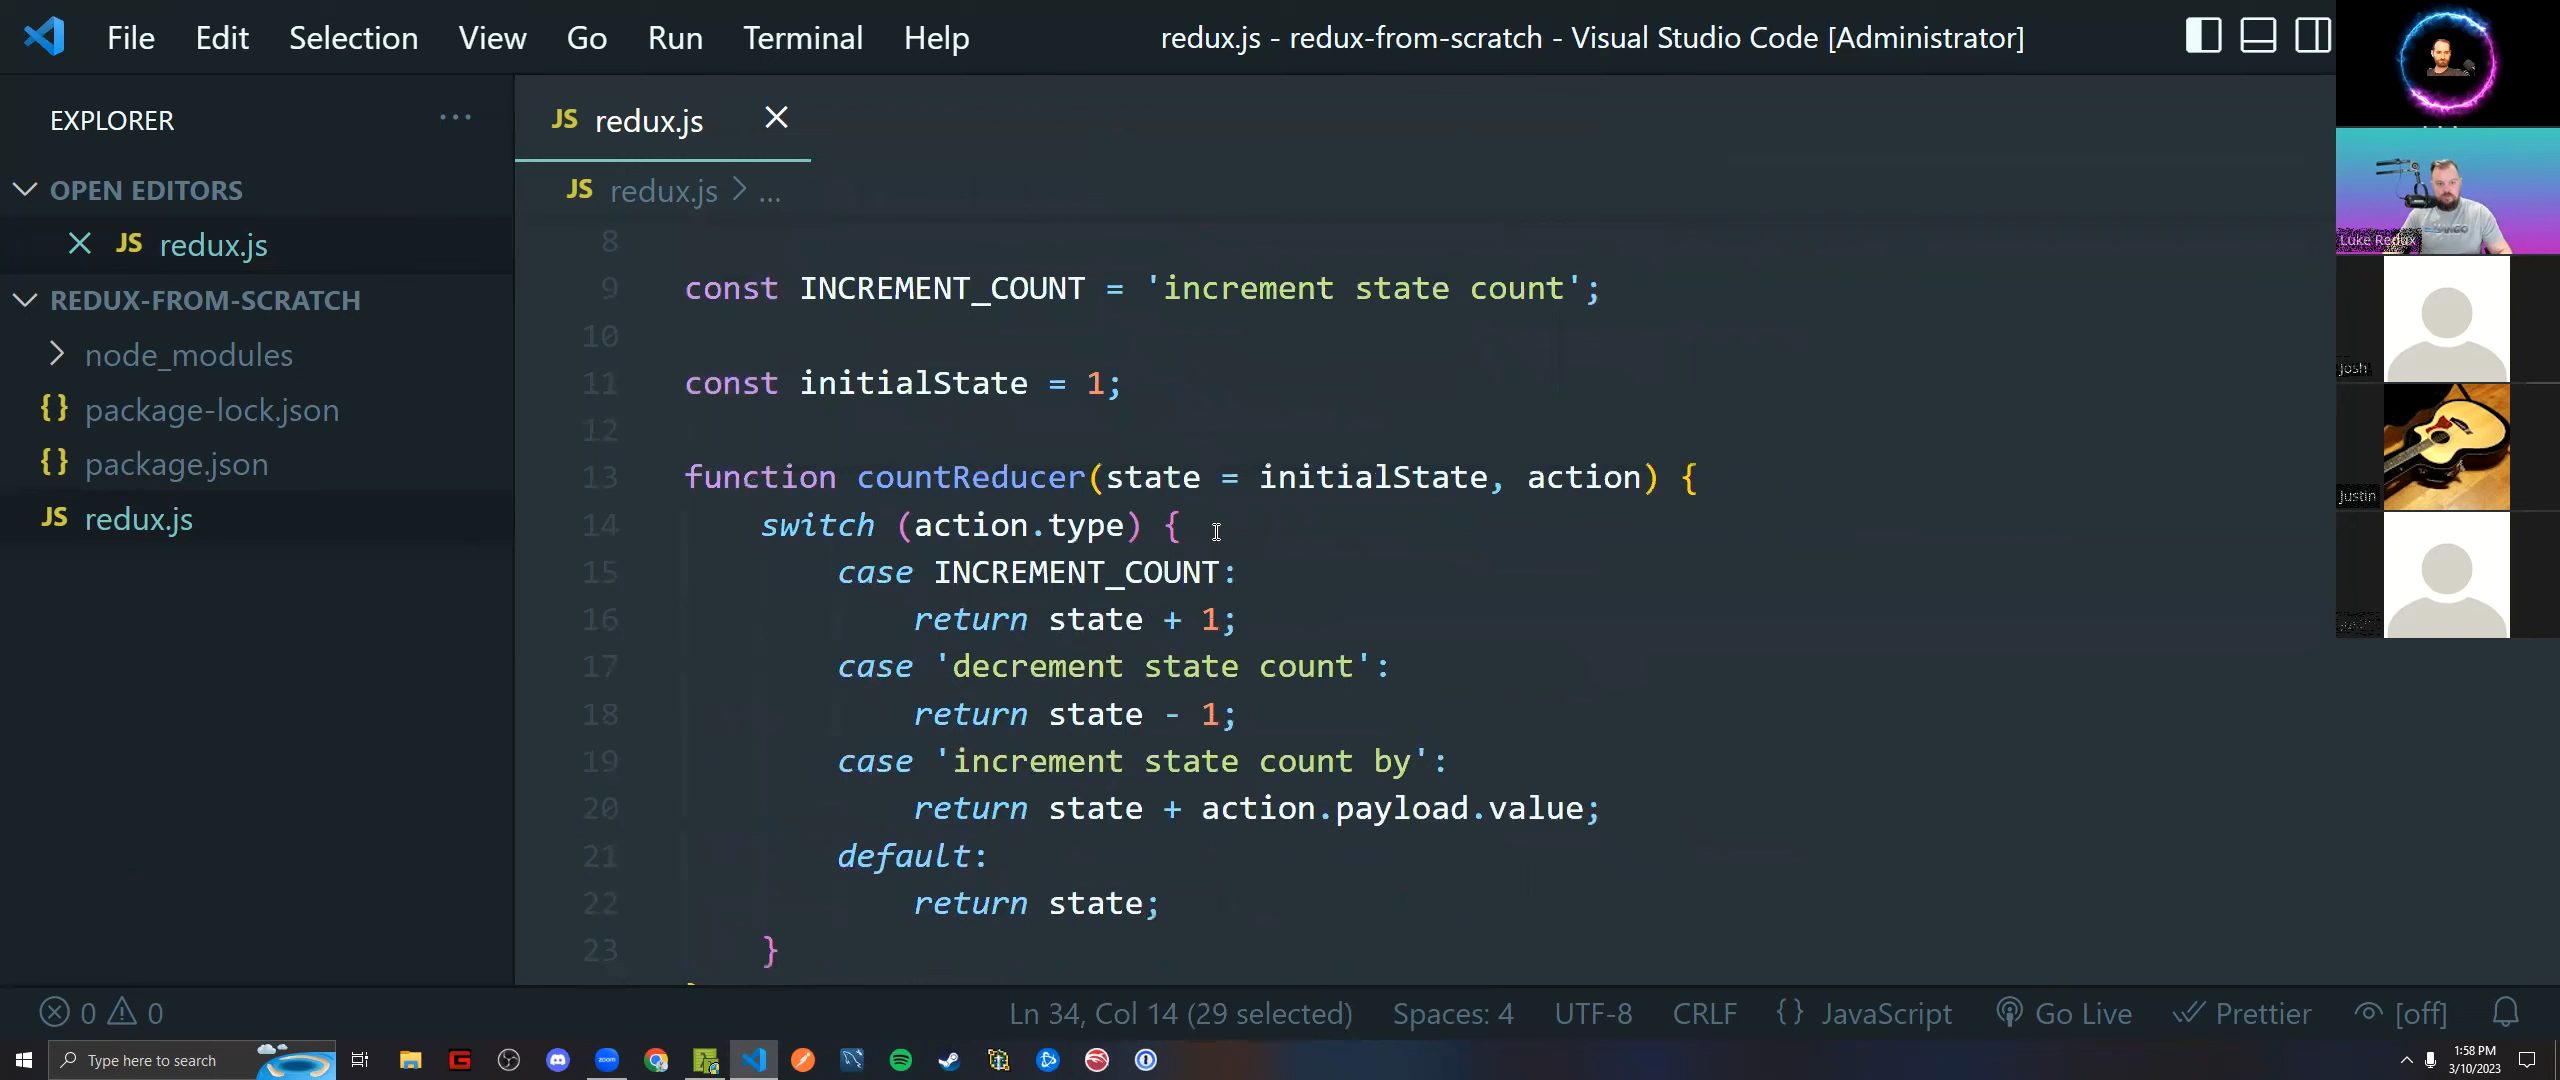 File Edit Selection View Go Run Terminal Help redux.js - redux-from-scratch - Visual Studio Code [Administrator]
EXPLORER ...
OPEN EDITORS
JS redux.js
REDUX-FROM-SCRATCH
node_modules
{} package-lock.json
{} package.json
JS redux.js
JS redux.js
JS redux.js > ...
8
9 const INCREMENT_COUNT = 'increment state count';
10
11 const initialState = 1;
12
13 function countReducer(state = initialState, action) {
14 switch (action.type) {
15 case INCREMENT_COUNT:
16 return state + 1;
17 case 'decrement state count':
18 return state - 1;
19 case 'increment state count by':
20 return state + action.payload.value;
21 default:
22 return state;
23 }
Luke Redux
Josh
Justin
0 0 Ln 34, Col 14 (29 selected) Spaces: 4 UTF-8 CRLF {} JavaScript Go Live Prettier [off]
Type here to search
zoom
1:58 PM
3/10/2023